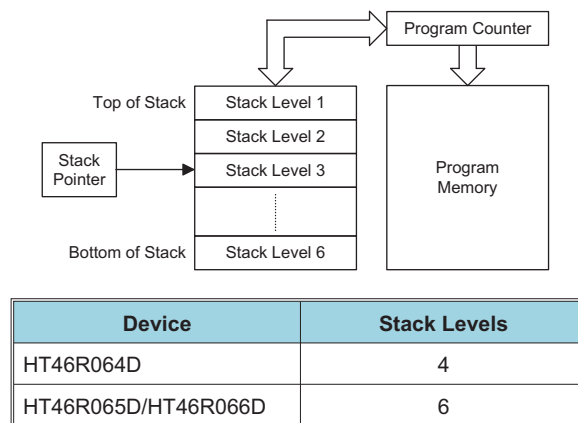 Program Counter
Top of Stack
Stack Level 1
Stack Level 2
Stack
Pointer
Stack Level 3
Program
Memory
Bottom of Stack
Stack Level 6
Device Stack Levels
HT46R064D 4
HT46R065D/HT46R066D 6